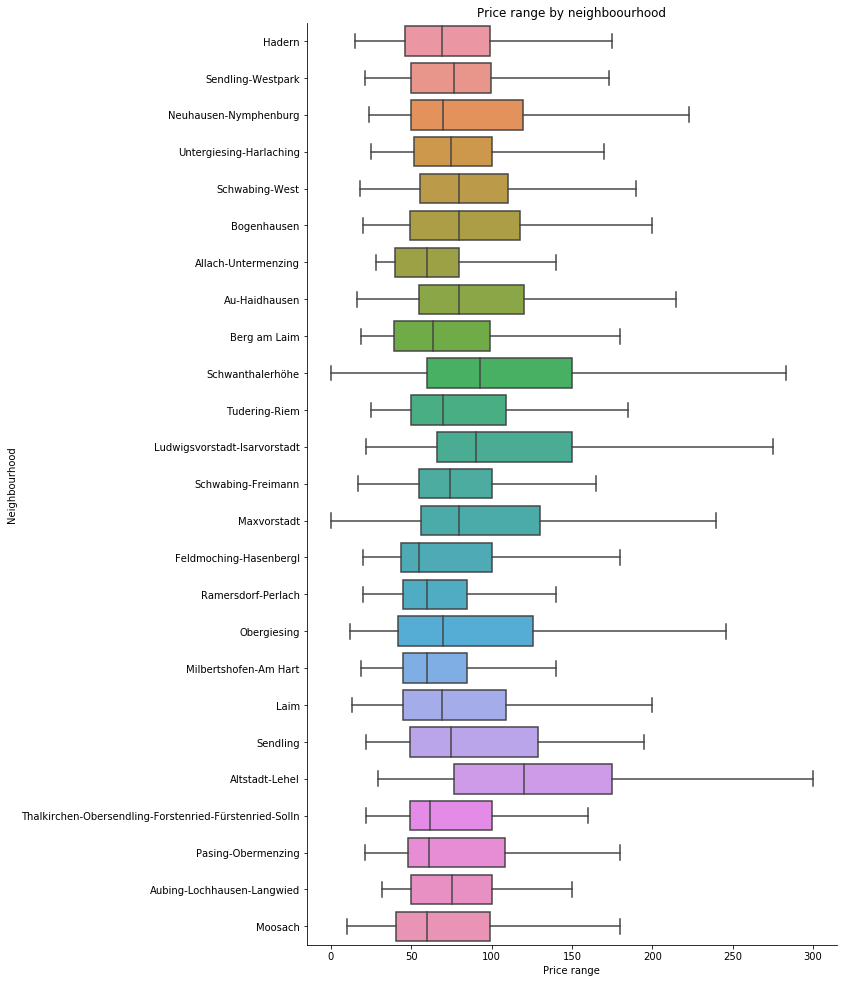 Price range by neighboourhood
Hadern
Sendling-Westpark
Neuhausen-Nymphenburg
Untergiesing-Harlaching
Schwabing-West
Bogenhausen
Allach-Untermenzing
Au-Haidhausen
Berg am Laim
Schwanthalerhöhe
Tudering-Riem
Ludwigsvorstadt-Isarvorstadt
Schwabing-Freimann
Maxvorstadt
Feldmoching-Hasenbergl
Ramersdorf-Perlach
Obergiesing
Milbertshofen-Am Hart
Laim
Sendling
Altstadt-Lehel
Thalkirchen-Obersendling-Forstenried-Fürstenried-Solln
Pasing-Obermenzing
Aubing-Lochhausen-Langwied
Moosach
Neighbourhood
0 50 100 150 200 250 300
Price range